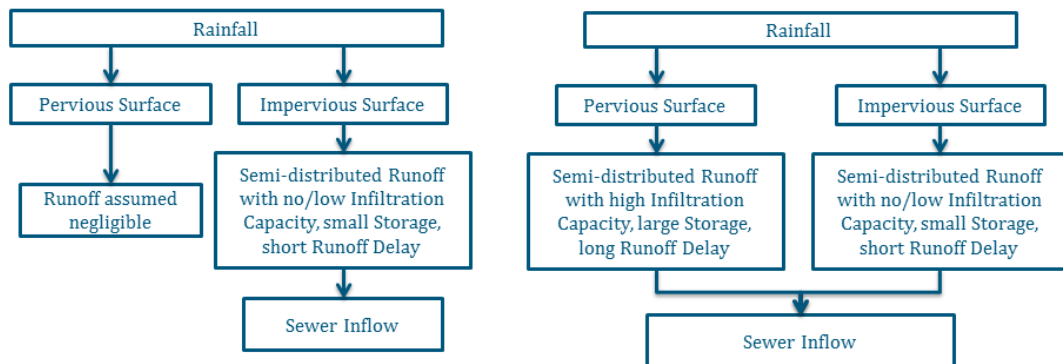 Rainfall
Pervious Surface
Impervious Surface
Runoff assumed
negligible
Semi-distributed Runoff
with no/low Infiltration
Capacity, small Storage,
short Runoff Delay
Sewer Inflow
Rainfall
Pervious Surface
Impervious Surface
Semi-distributed Runoff
with high Infiltration
Capacity, large Storage,
long Runoff Delay
Semi-distributed Runoff
with no/low Infiltration
Capacity, small Storage,
short Runoff Delay
Sewer Inflow